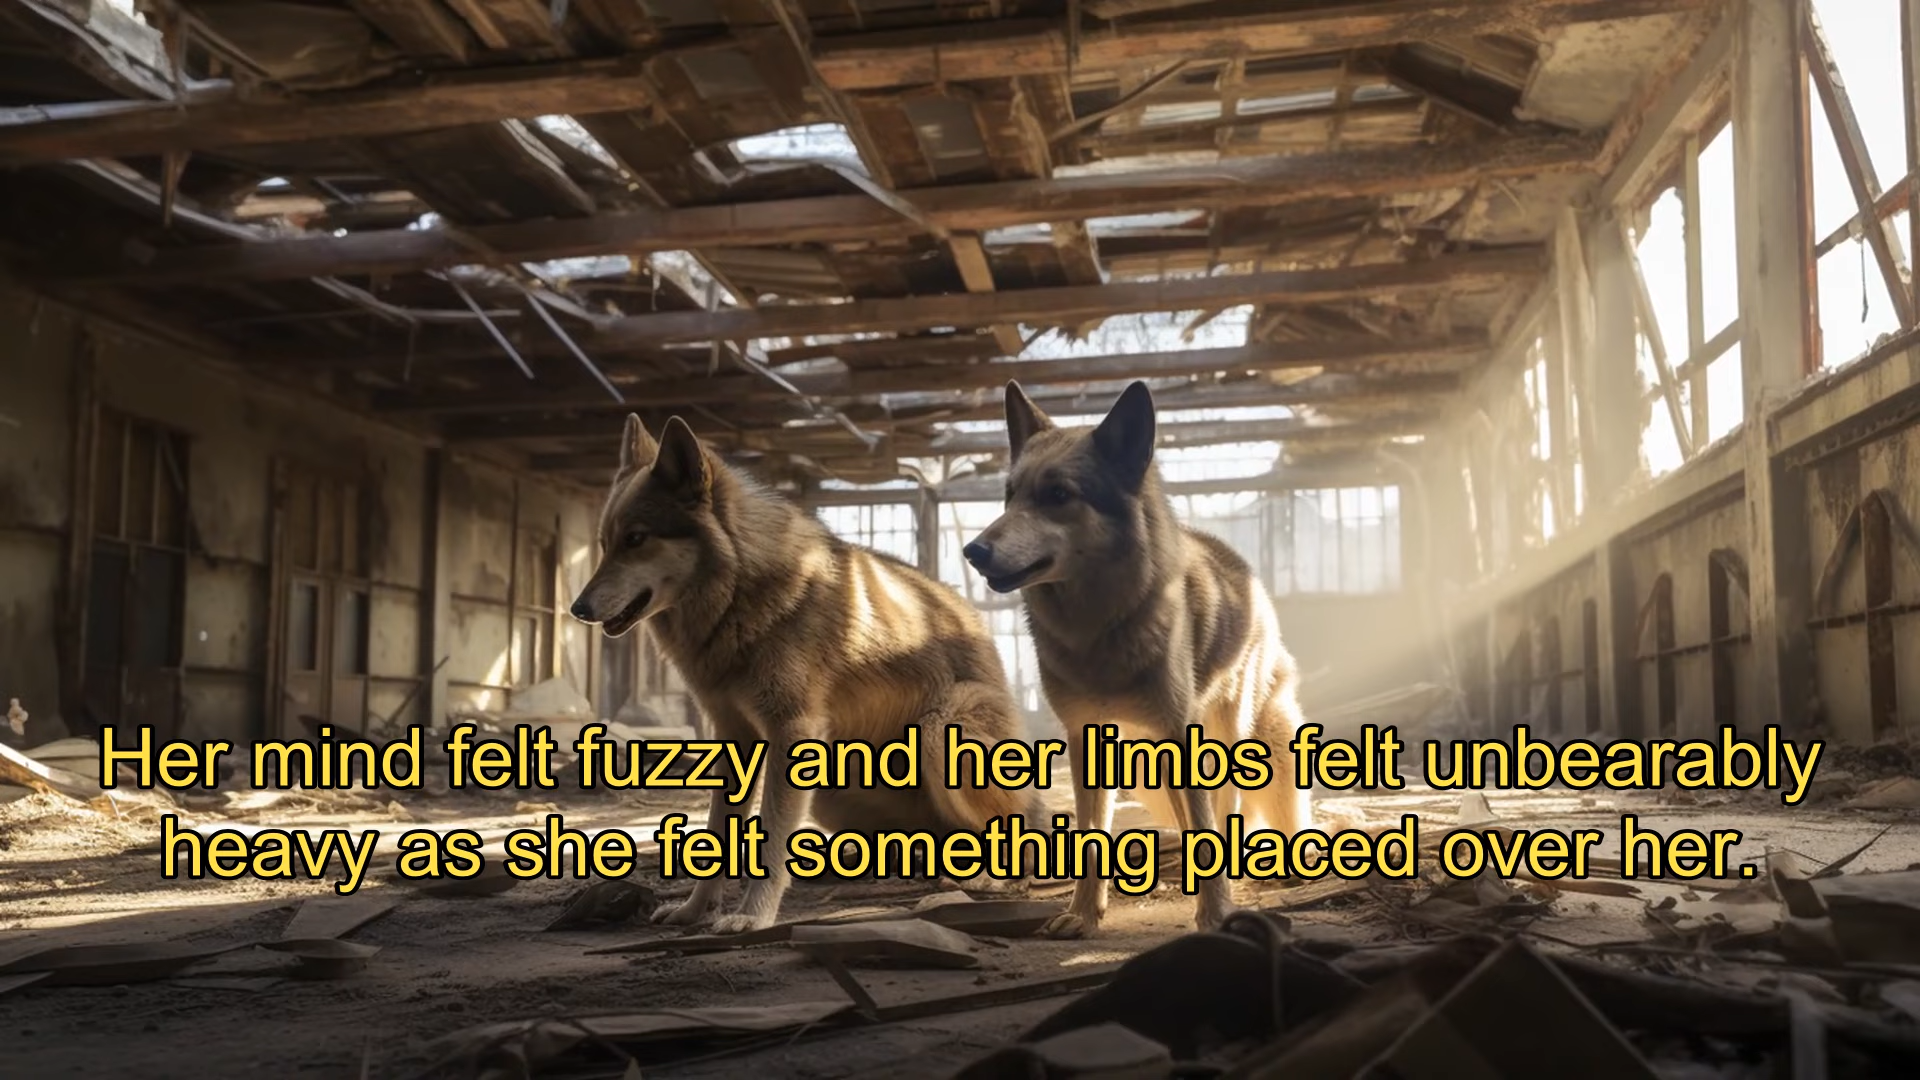 Her mind felt fuzzy and her limbs felt unbearably
heavy as she felt something placed over her.